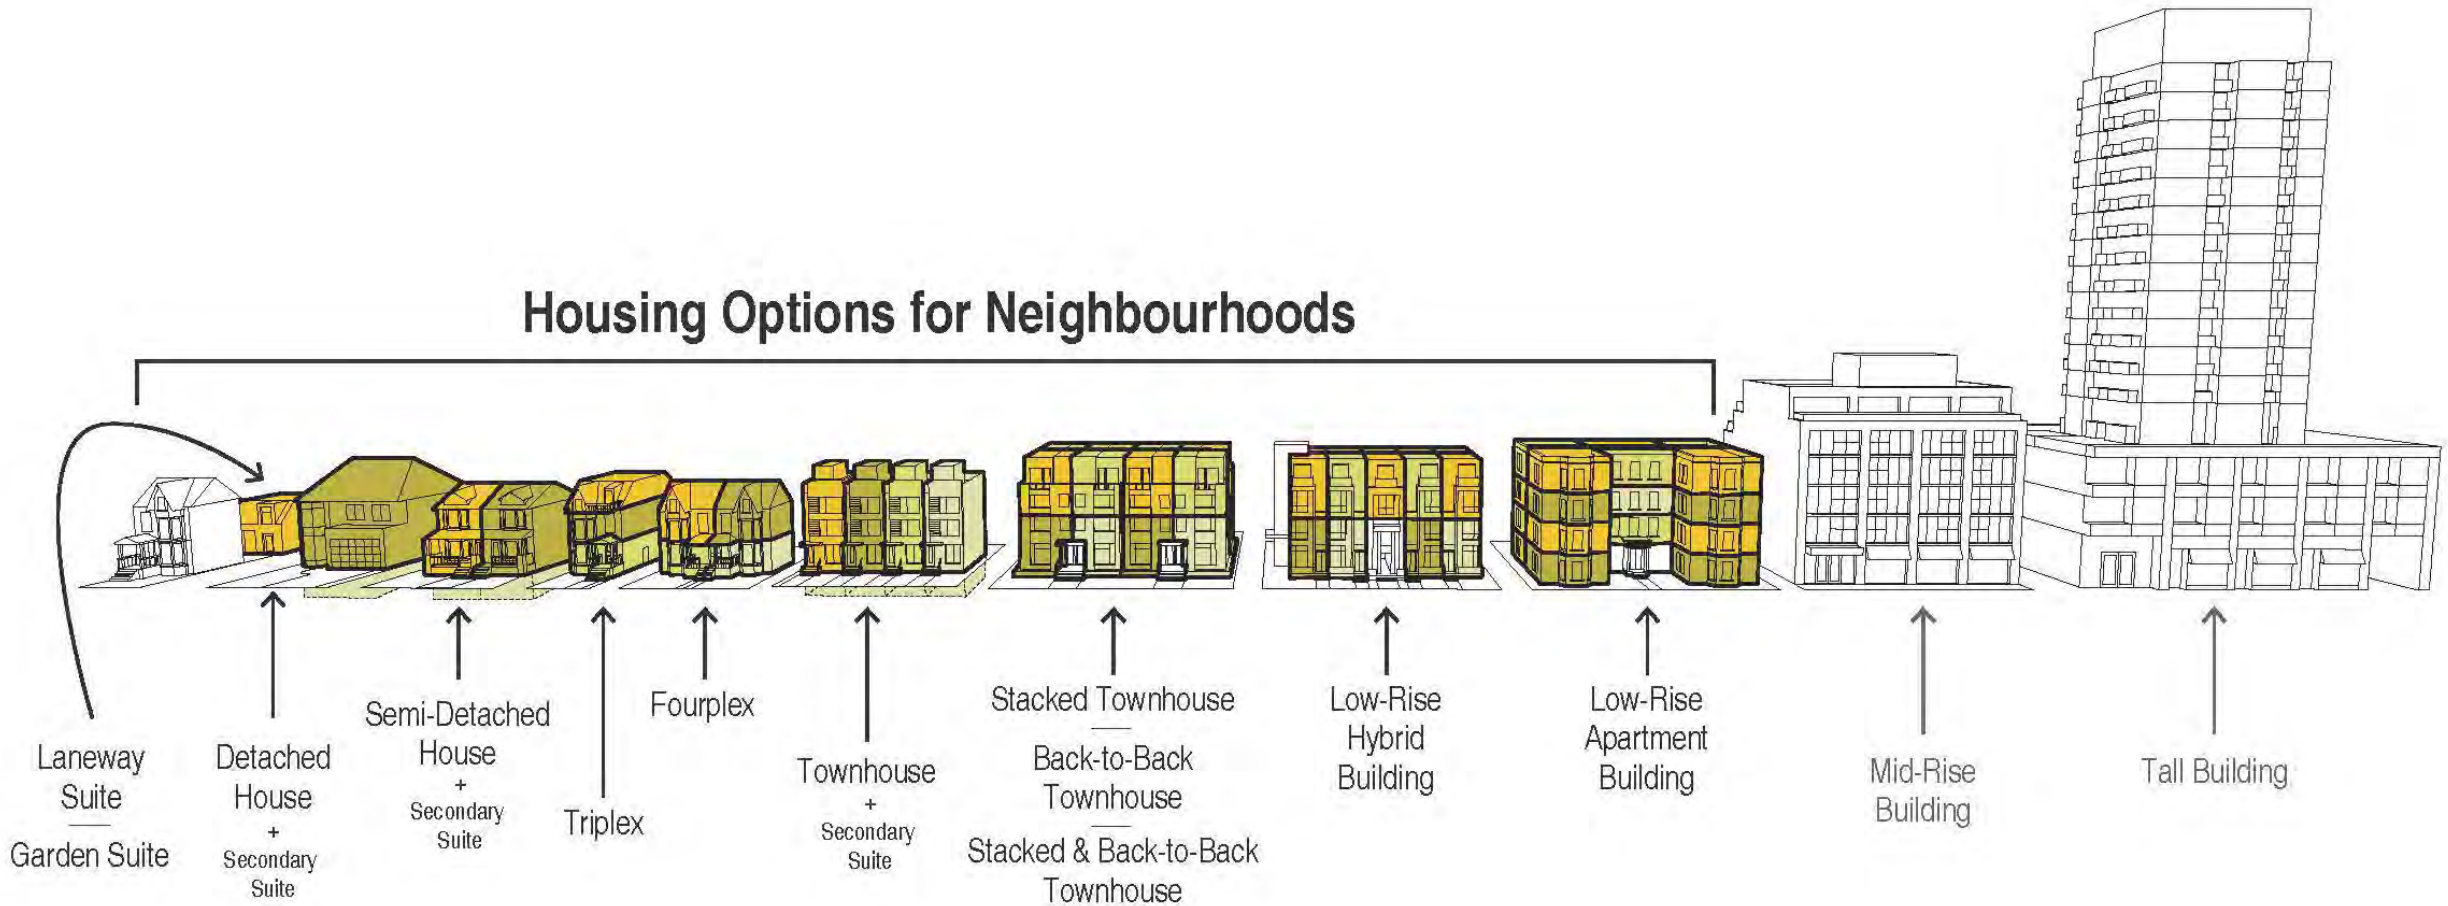 Housing Options for Neighbourhoods
Laneway
Suite
Garden Suite
Detached
House
+
Secondary
Suite
Semi-Detached
House
+
Secondary
Suite
Triplex
Fourplex
Townhouse
+
Secondary
Suite
Stacked Townhouse
Back-to-Back
Townhouse
Stacked & Back-to-Back
Townhouse
Low-Rise
Hybrid
Building
Low-Rise
Apartment
Building
Mid-Rise
Building
Tall Building